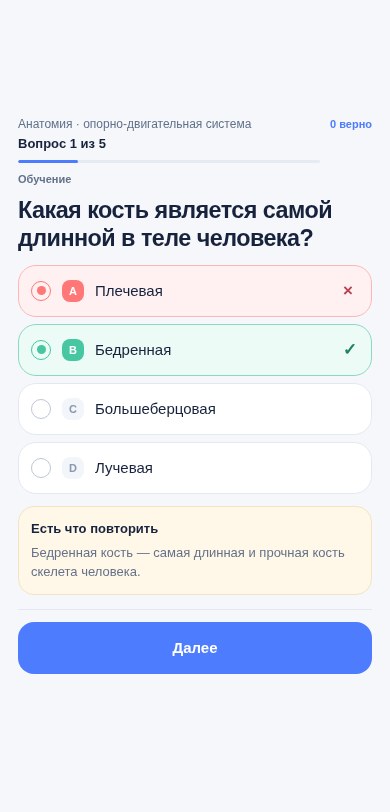 Анатомия · опорно-двигательная система
0 верно
Вопрос 1 из 5
Обучение
Какая кость является самой
длинной в теле человека?
A Плечевая ×
B Бедренная ✓
C Большеберцовая
D Лучевая
Есть что повторить
Бедренная кость — самая длинная и прочная кость
скелета человека.
Далее